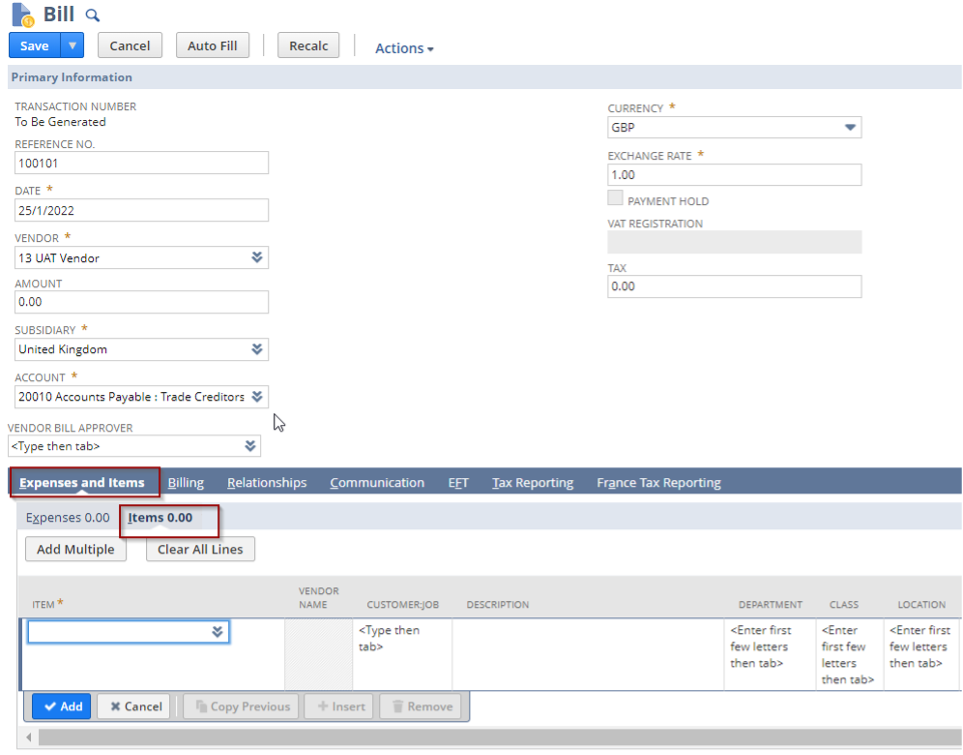 Bill
Save Cancel Auto Fill Recalc Actions
Primary Information
TRANSACTION NUMBER
To Be Generated
REFERENCE NO.
100101
DATE *
25/1/2022
VENDOR *
13 UAT Vendor
AMOUNT
0.00
SUBSIDIARY *
United Kingdom
ACCOUNT *
20010 Accounts Payable : Trade Creditors
VENDOR BILL APPROVER
<Type then tab>
CURRENCY *
GBP
EXCHANGE RATE *
1.00
PAYMENT HOLD
VAT REGISTRATION
TAX
0.00
Expenses and Items Billing Relationships Communication EFT Tax Reporting France Tax Reporting
Expenses 0.00 Items 0.00
Add Multiple Clear All Lines
ITEM * VENDOR NAME CUSTOMER:JOB DESCRIPTION DEPARTMENT CLASS LOCATION
<Type then
tab>
<Enter first
few letters
then tab>
<Enter
first few
letters
then tab>
<Enter first
few letters
then tab>
Add Cancel Copy Previous Insert Remove